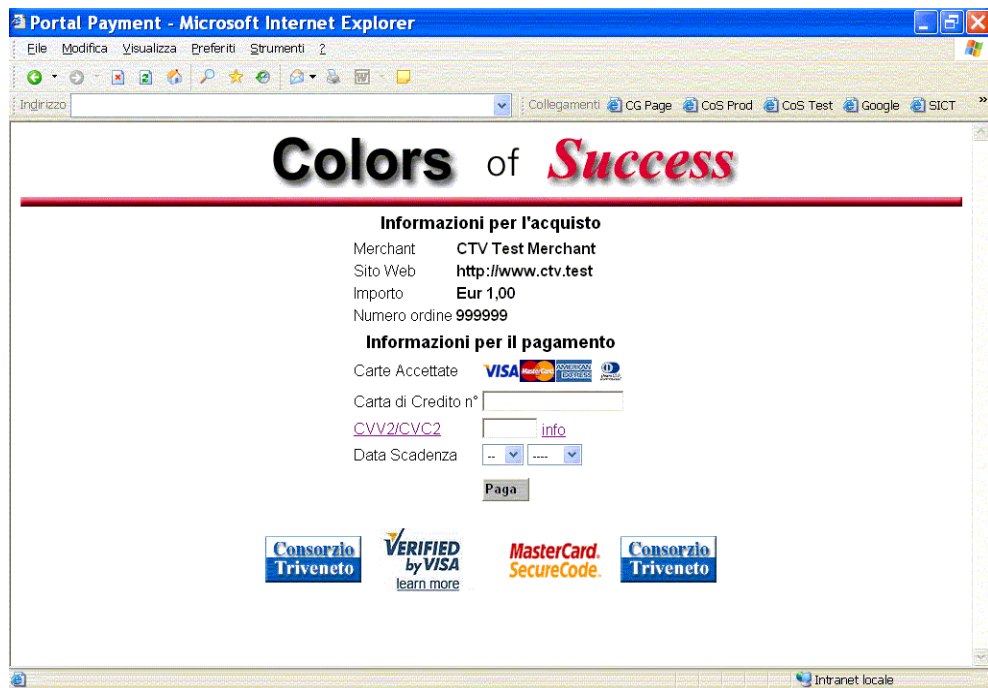 Portal Payment - Microsoft Internet Explorer
File Modifica Visualizza Preferiti Strumenti ?
Indirizzo Collegamenti CG Page CoS Prod CoS Test Google SICT »
Colors of Success
Informazioni per l'acquisto
Merchant CTV Test Merchant
Sito Web http://www.ctv.test
Importo Eur 1,00
Numero ordine 999999
Informazioni per il pagamento
Carte Accettate VISA MasterCard AMERICAN EXPRESS
Carta di Credito n°
CVV2/CVC2 info
Data Scadenza -- ----
Paga
Consorzio Triveneto
VERIFIED by VISA
learn more
MasterCard. SecureCode.
Consorzio Triveneto
Intranet locale